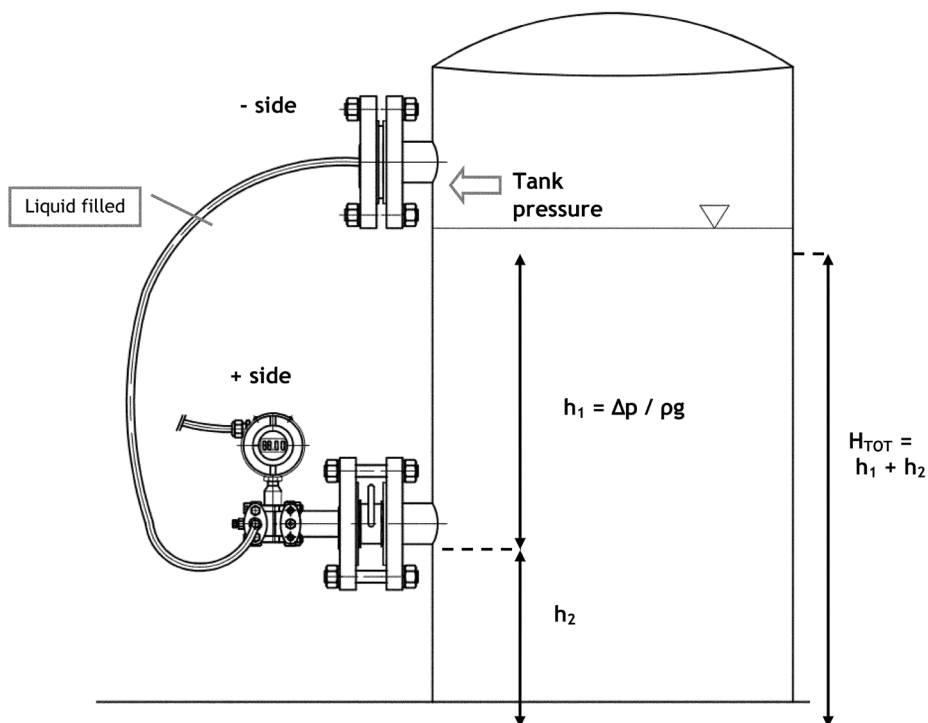 - side
Liquid filled
Tank
pressure
+ side
h₁ = Δp / ρg
H_TOT =
h₁ + h₂
h₂